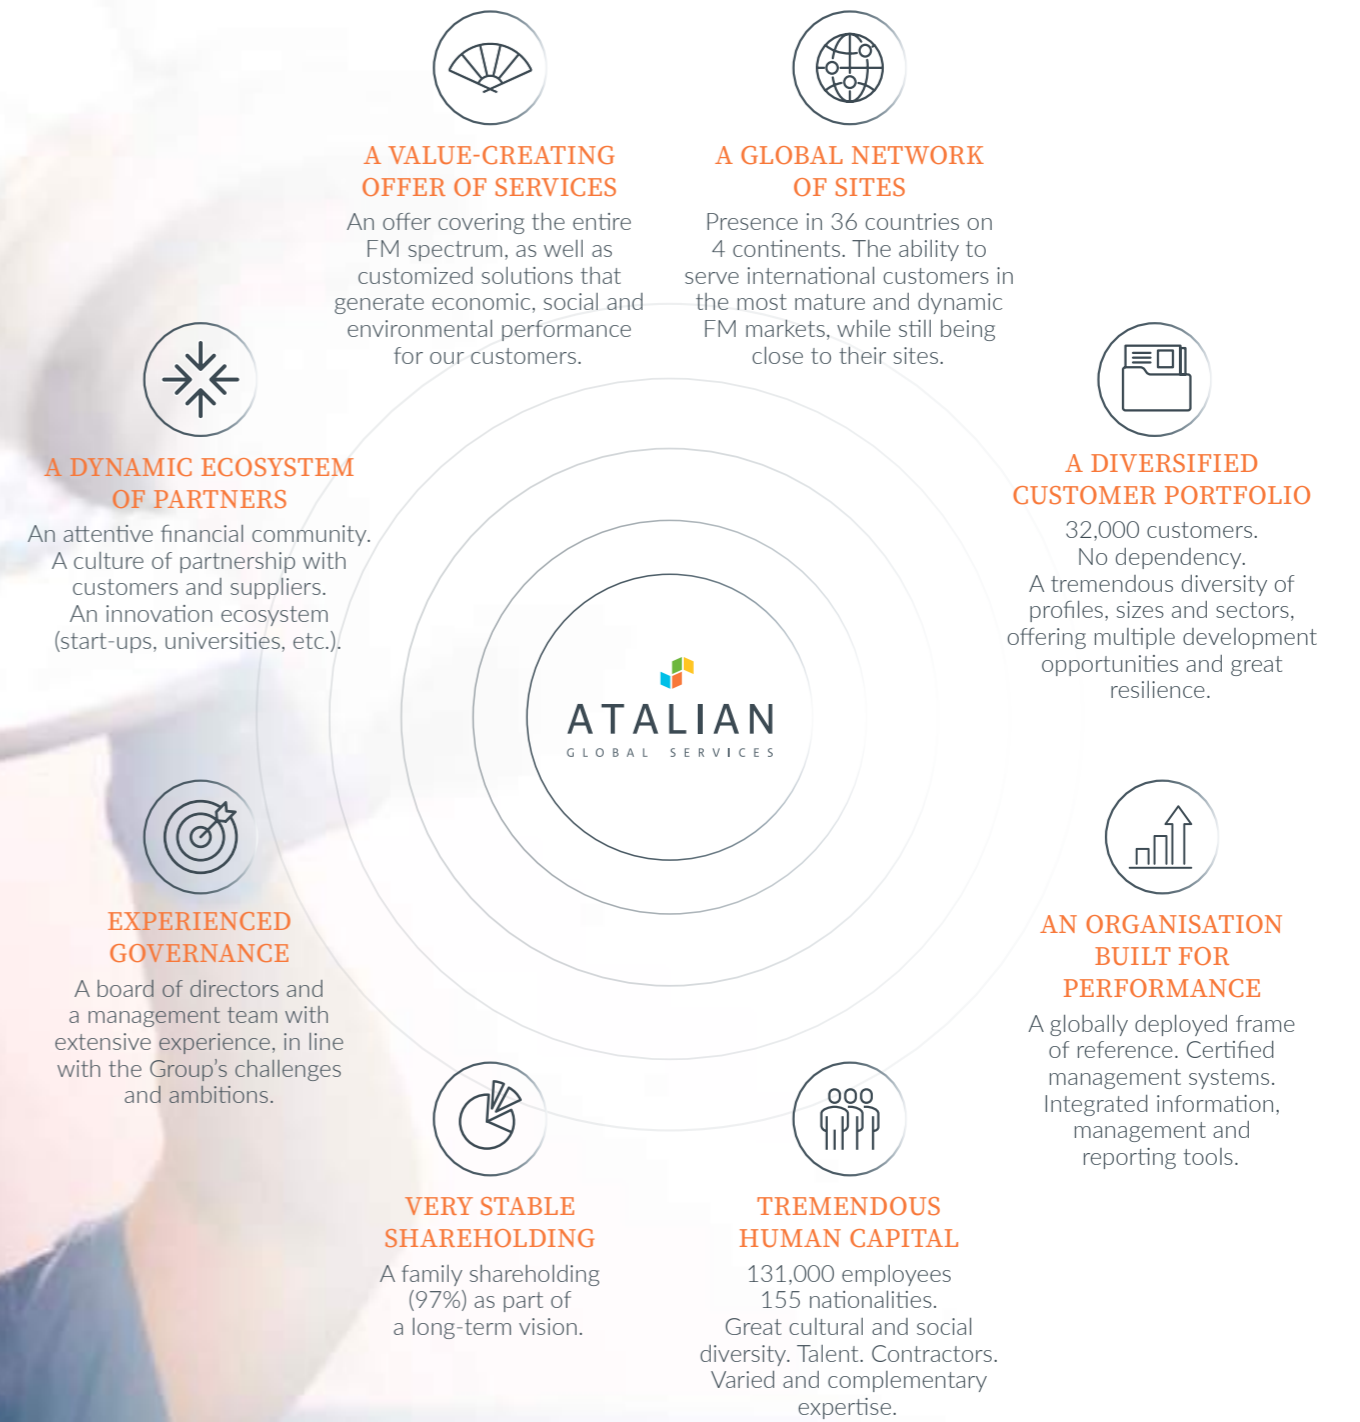 A VALUE-CREATING
OFFER OF SERVICES
An offer covering the entire
FM spectrum, as well as
customized solutions that
generate economic, social and
environmental performance
for our customers.
A GLOBAL NETWORK
OF SITES
Presence in 36 countries on
4 continents. The ability to
serve international customers in
the most mature and dynamic
FM markets, while still being
close to their sites.
A DYNAMIC ECOSYSTEM
OF PARTNERS
An attentive financial community.
A culture of partnership with
customers and suppliers.
An innovation ecosystem
(start-ups, universities, etc.).
A DIVERSIFIED
CUSTOMER PORTFOLIO
32,000 customers.
No dependency.
A tremendous diversity of
profiles, sizes and sectors,
offering multiple development
opportunities and great
resilience.
ATALIAN
GLOBAL SERVICES
EXPERIENCED
GOVERNANCE
A board of directors and
a management team with
extensive experience, in line
with the Group's challenges
and ambitions.
AN ORGANISATION
BUILT FOR
PERFORMANCE
A globally deployed frame
of reference. Certified
management systems.
Integrated information,
management and
reporting tools.
VERY STABLE
SHAREHOLDING
A family shareholding
(97%) as part of
a long-term vision.
TREMENDOUS
HUMAN CAPITAL
131,000 employees
155 nationalities.
Great cultural and social
diversity. Talent. Contractors.
Varied and complementary
expertise.